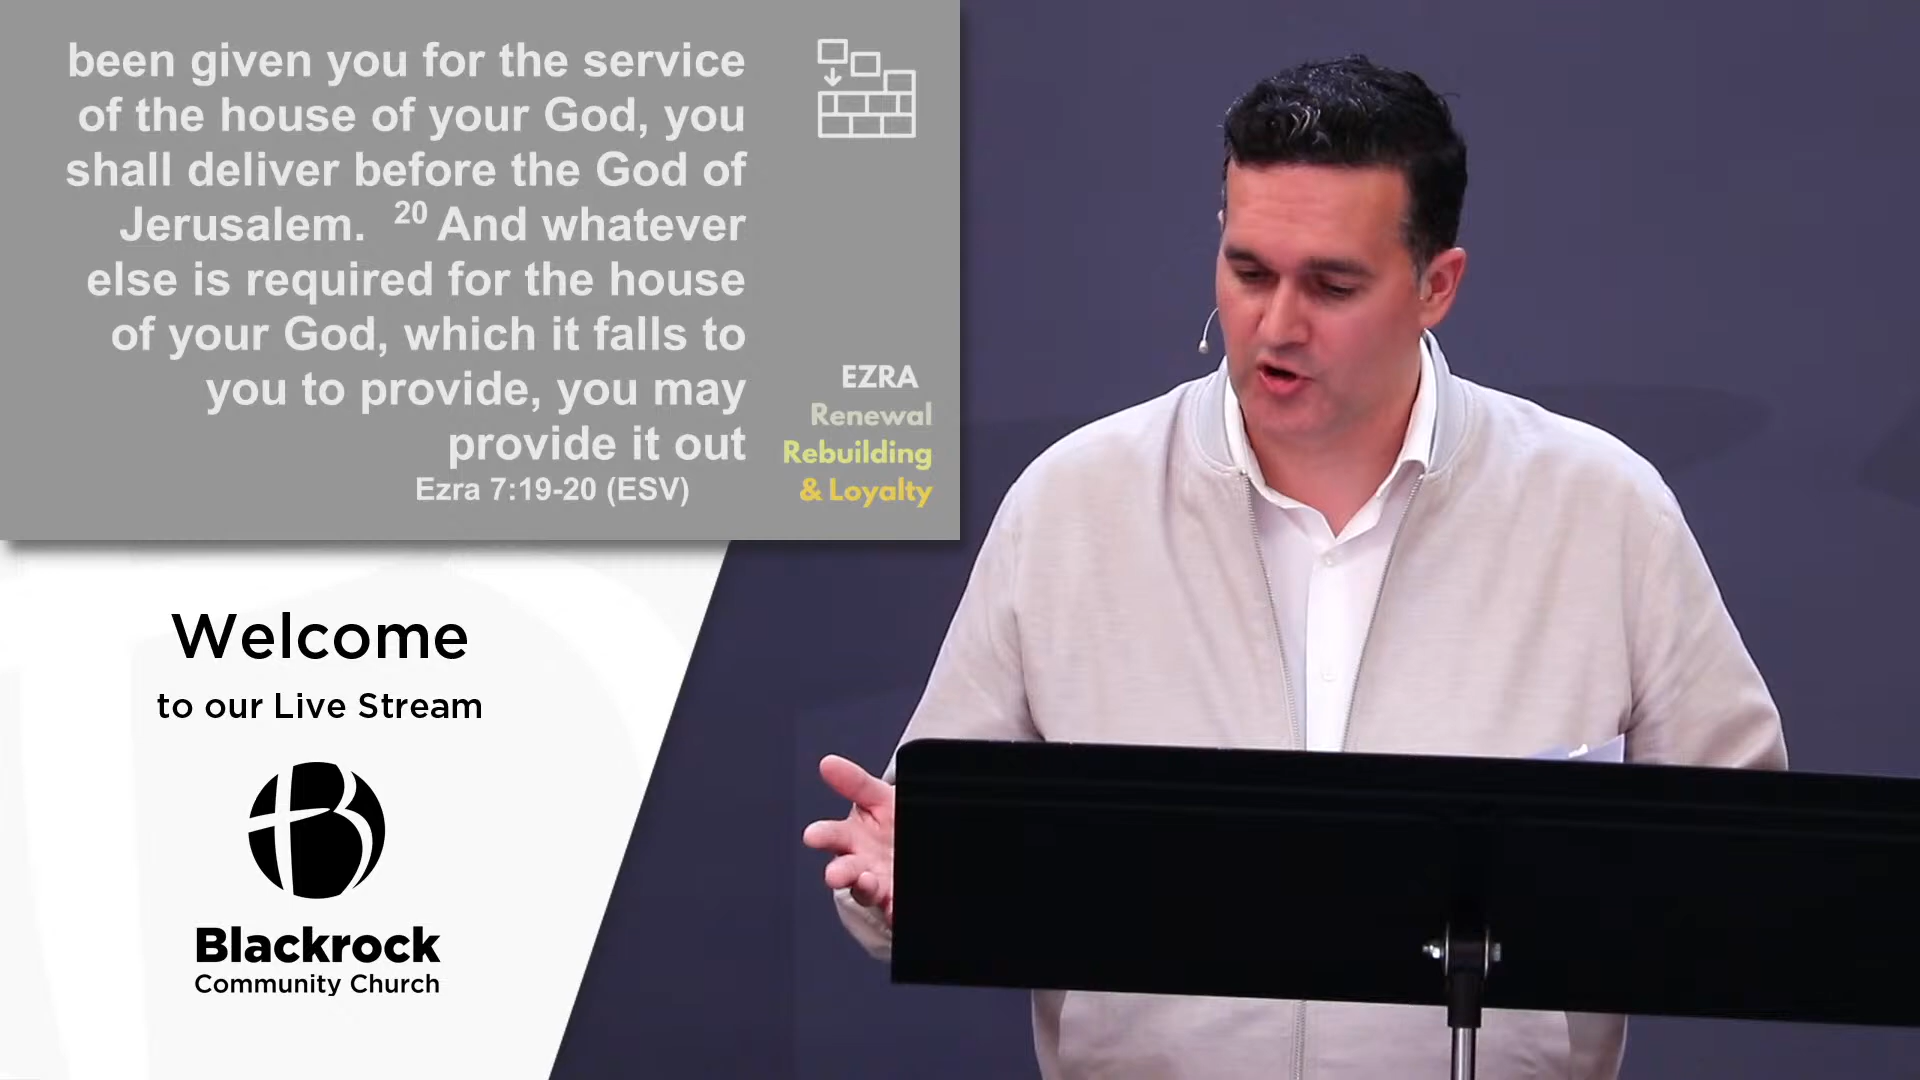 been given you for the service
of the house of your God, you
shall deliver before the God of
Jerusalem. 20 And whatever
else is required for the house
of your God, which it falls to
you to provide, you may
provide it out
Ezra 7:19-20 (ESV)
EZRA
Renewal
Rebuilding
& Loyalty
Welcome
to our Live Stream
Blackrock
Community Church